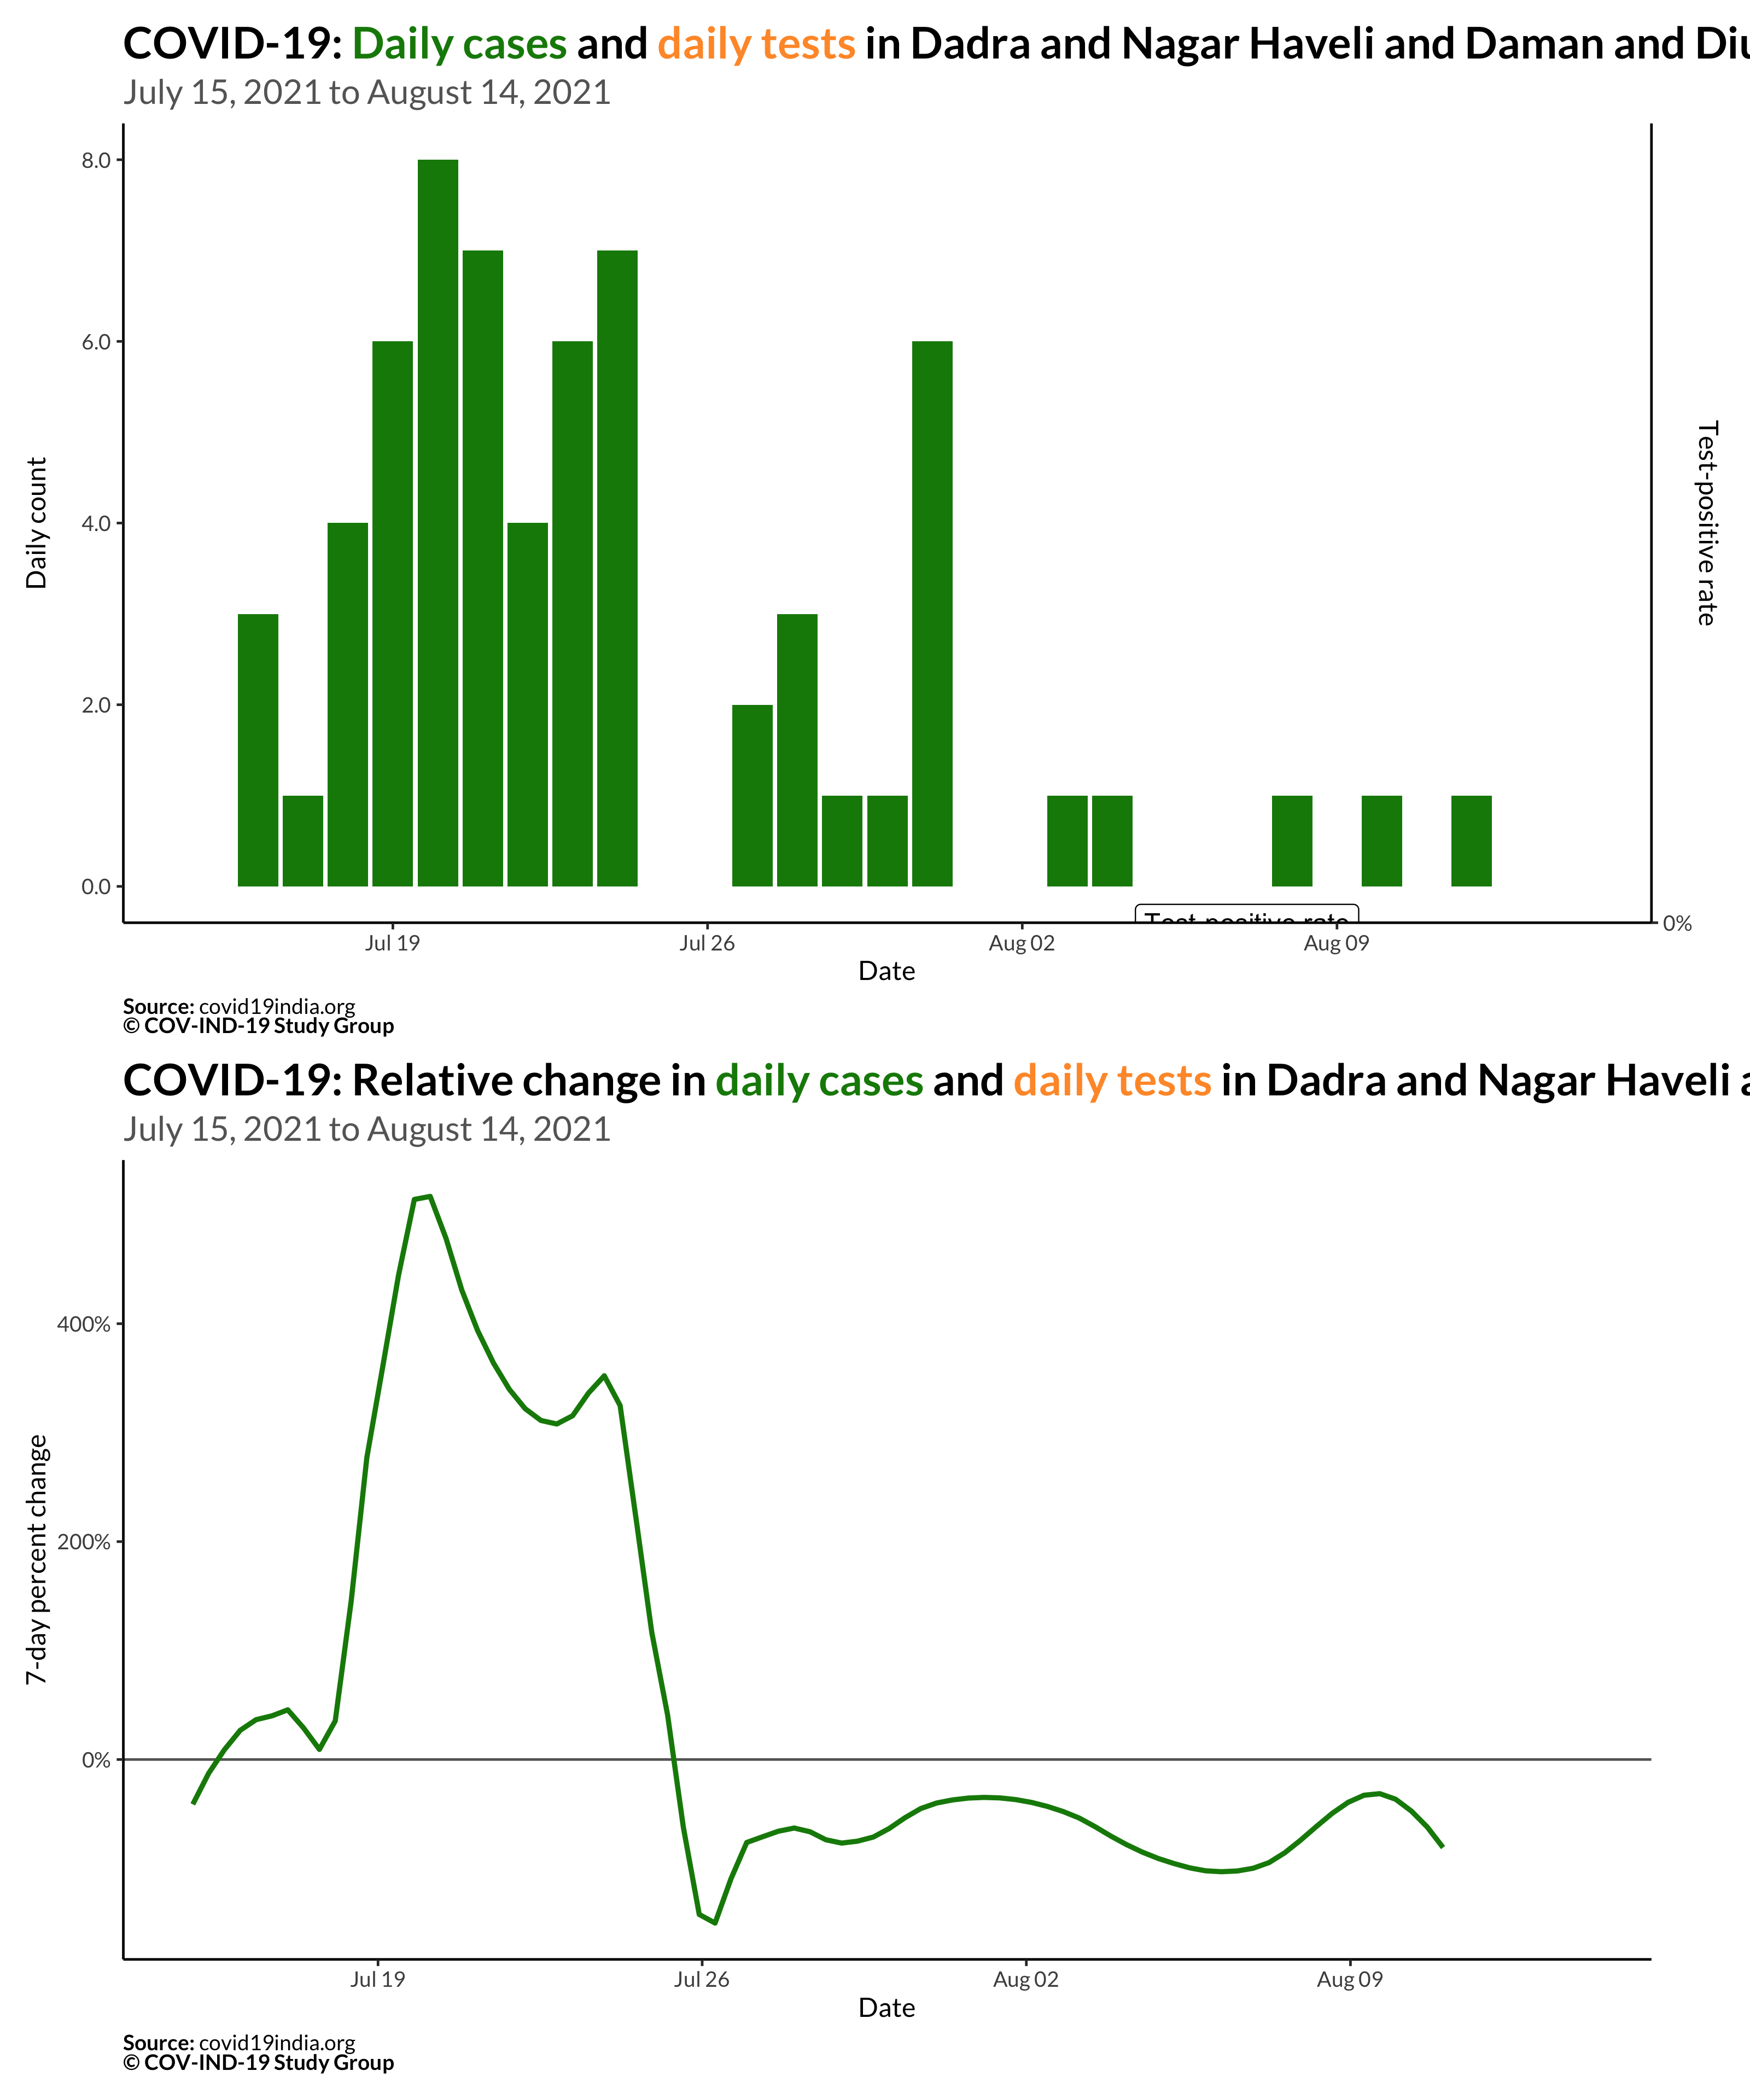 COVID-19: Daily cases and daily tests in Dadra and Nagar Haveli and Daman and Diu
July 15, 2021 to August 14, 2021
8.0
6.0
4.0
2.0
0.0
Daily count
Test-positive rate
Test-positive rate
0%
Jul 19
Jul 26
Aug 02
Aug 09
Date
Source: covid19india.org
© COV-IND-19 Study Group
COVID-19: Relative change in daily cases and daily tests in Dadra and Nagar Haveli a
July 15, 2021 to August 14, 2021
400%
200%
0%
7-day percent change
Jul 19
Jul 26
Aug 02
Aug 09
Date
Source: covid19india.org
© COV-IND-19 Study Group